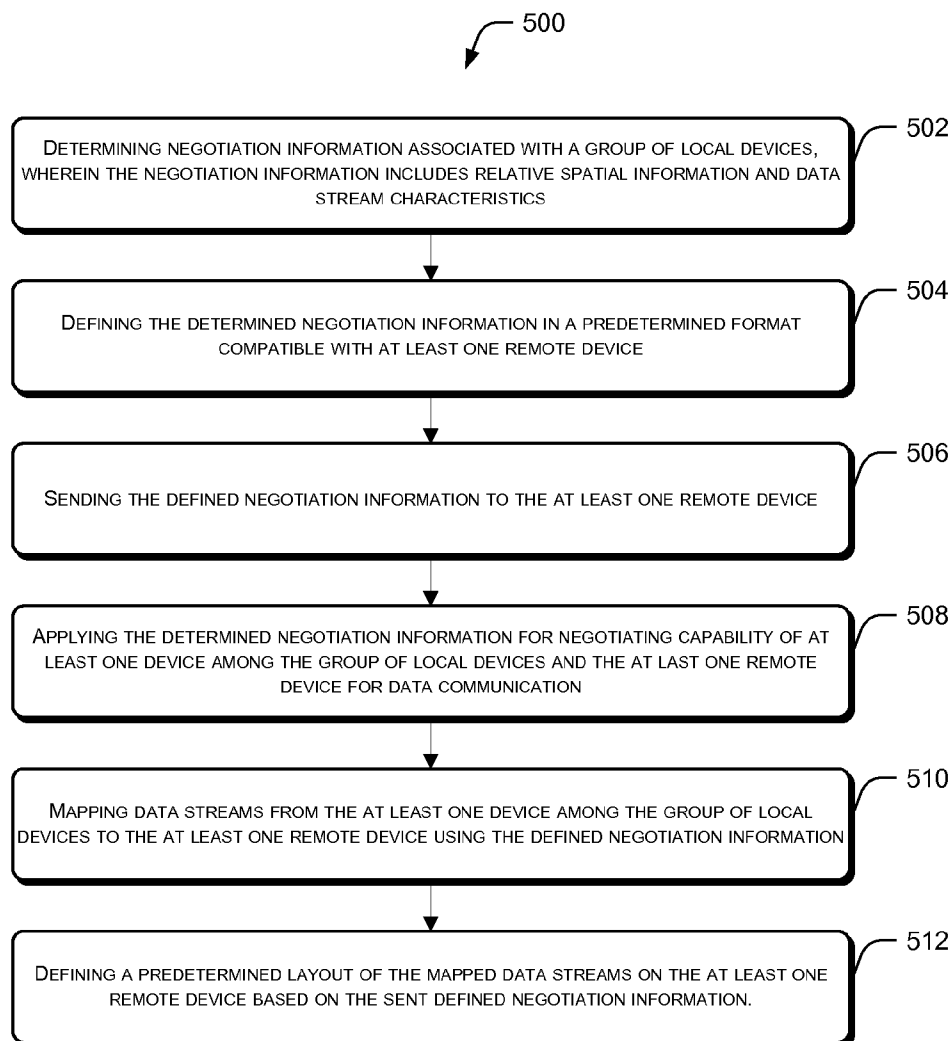 500
502
DETERMINING NEGOTIATION INFORMATION ASSOCIATED WITH A GROUP OF LOCAL DEVICES,
WHEREIN THE NEGOTIATION INFORMATION INCLUDES RELATIVE SPATIAL INFORMATION AND DATA
STREAM CHARACTERISTICS
504
DEFINING THE DETERMINED NEGOTIATION INFORMATION IN A PREDETERMINED FORMAT
COMPATIBLE WITH AT LEAST ONE REMOTE DEVICE
506
SENDING THE DEFINED NEGOTIATION INFORMATION TO THE AT LEAST ONE REMOTE DEVICE
508
APPLYING THE DETERMINED NEGOTIATION INFORMATION FOR NEGOTIATING CAPABILITY OF AT
LEAST ONE DEVICE AMONG THE GROUP OF LOCAL DEVICES AND THE AT LAST ONE REMOTE
DEVICE FOR DATA COMMUNICATION
510
MAPPING DATA STREAMS FROM THE AT LEAST ONE DEVICE AMONG THE GROUP OF LOCAL
DEVICES TO THE AT LEAST ONE REMOTE DEVICE USING THE DEFINED NEGOTIATION INFORMATION
512
DEFINING A PREDETERMINED LAYOUT OF THE MAPPED DATA STREAMS ON THE AT LEAST ONE
REMOTE DEVICE BASED ON THE SENT DEFINED NEGOTIATION INFORMATION.